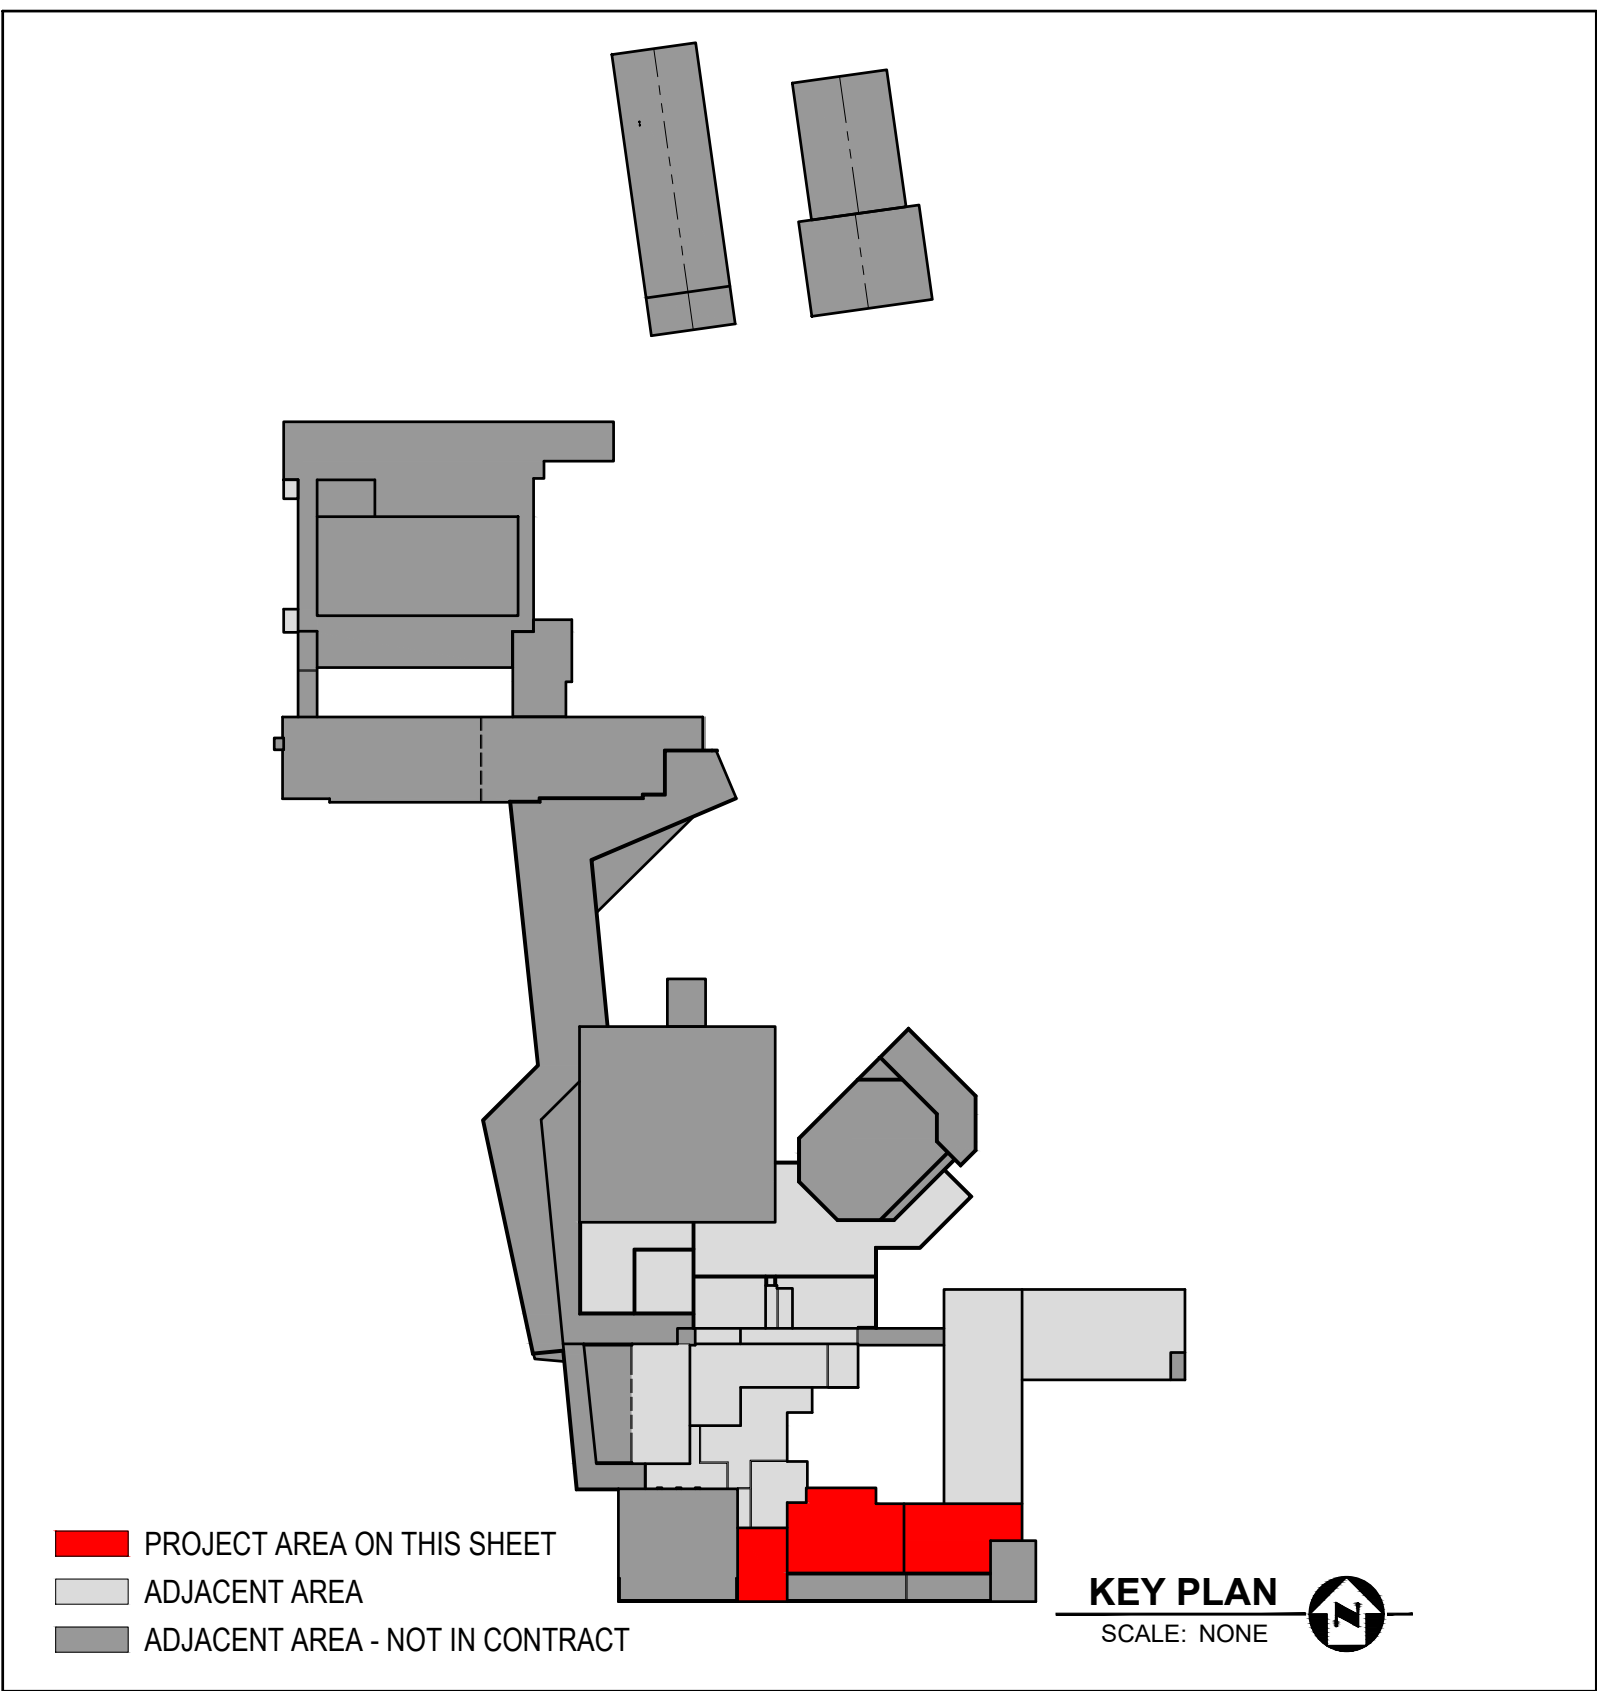 PROJECT AREA ON THIS SHEET
ADJACENT AREA
ADJACENT AREA - NOT IN CONTRACT
KEY PLAN
SCALE: NONE
N